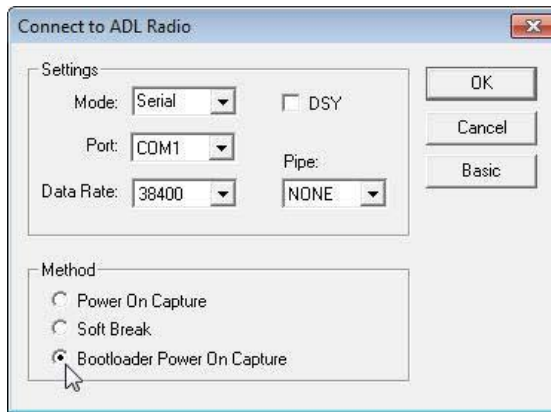 Connect to ADL Radio
Settings
Mode: Serial
DSY
Port: COM1
Pipe:
Data Rate: 38400
NONE
OK
Cancel
Basic
Method
Power On Capture
Soft Break
Bootloader Power On Capture